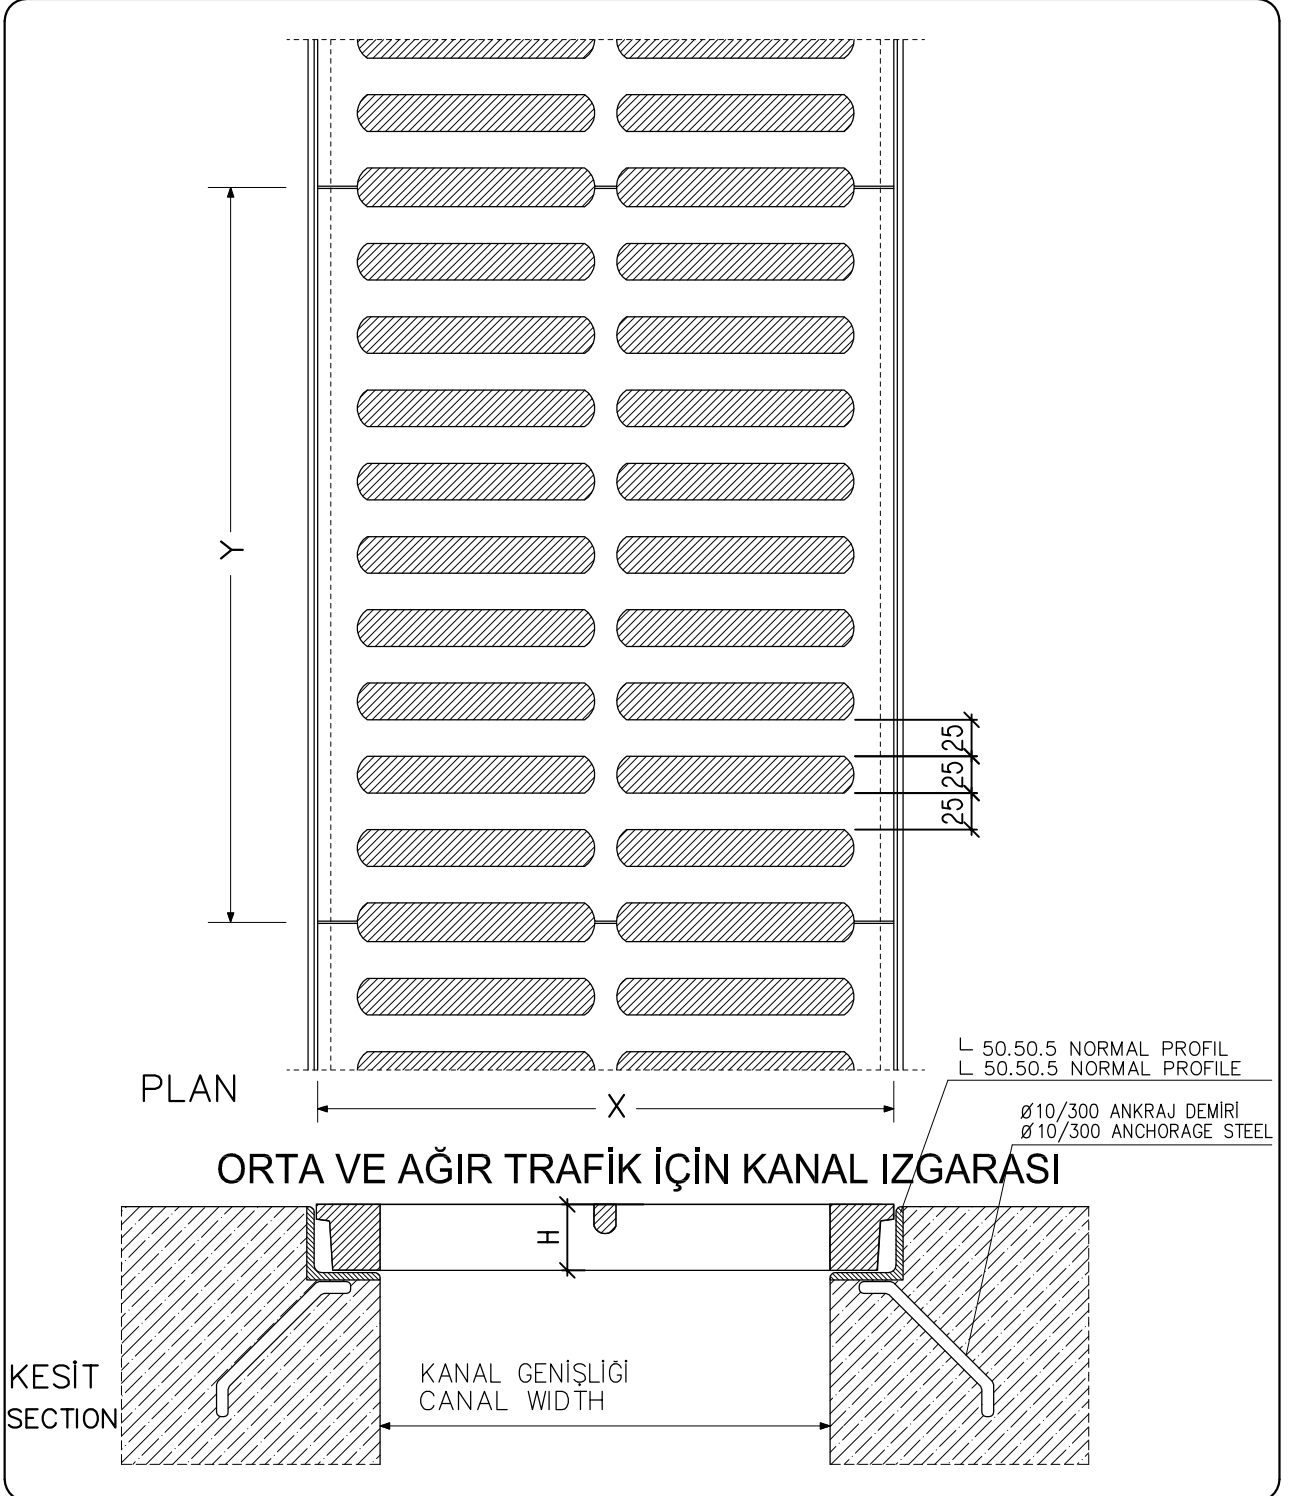 Y
25
25
25
PLAN
X
∟ 50.50.5 NORMAL PROFIL
∟ 50.50.5 NORMAL PROFILE
Ø10/300 ANKRAJ DEMİRİ
Ø10/300 ANCHORAGE STEEL
ORTA VE AĞIR TRAFİK İÇİN KANAL IZGARASI
H
KESİT
SECTION
KANAL GENİŞLİĞİ
CANAL WIDTH